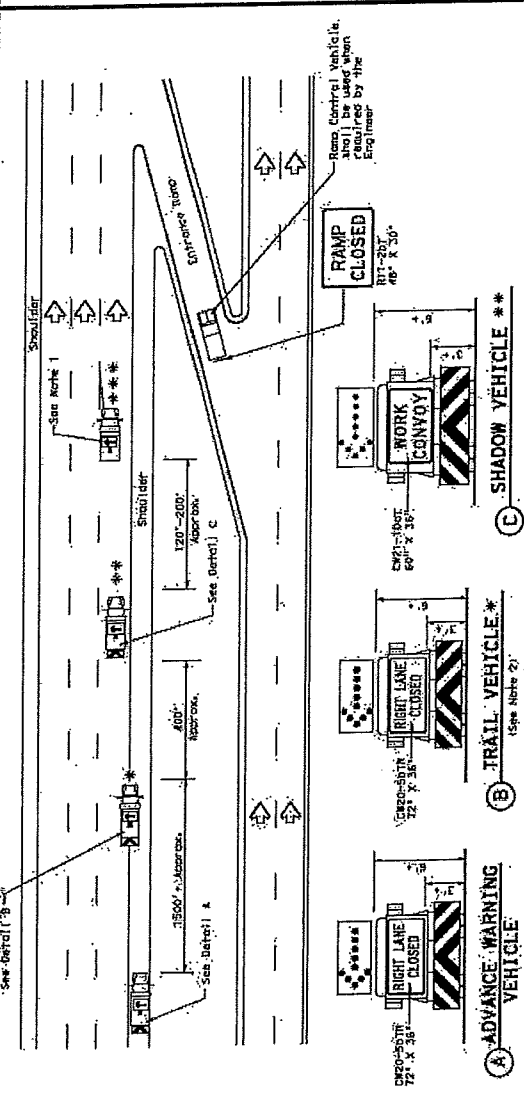 Shoulder
See Note 1
***
Entrance Ramp
Ramp Control Vehicle
shall be used when
required by the
Engineer
Shoulder
120'-200'
Approx.
See Detail C
**
400'
Approx.
*
1500' + Approx.
See Detail A
See Detail B
RAMP
CLOSED
R11-2bT
48" X 30"
CW20-5bTR
72" X 36"
RIGHT LANE
CLOSED
A ADVANCE WARNING
VEHICLE
CW20-5bTR
72" X 36"
RIGHT LANE
CLOSED
B TRAIL VEHICLE *
(See Note 2)
CW21-10aT
60" X 36"
WORK
CONVOY
C SHADOW VEHICLE **